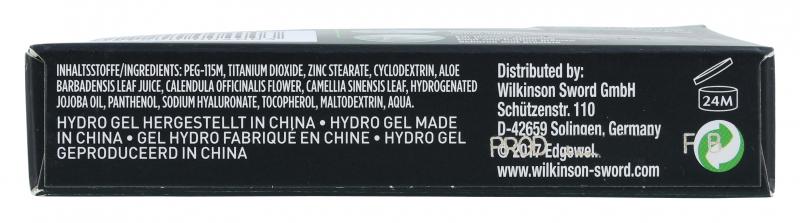 INHALTSSTOFFE/INGREDIENTS: PEG-115M, TITANIUM DIOXIDE, ZINC STEARATE, CYCLODEXTRIN, ALOE
BARBADENSIS LEAF JUICE, CALENDULA OFFICINALIS FLOWER, CAMELLIA SINENSIS LEAF, HYDROGENATED
JOJOBA OIL, PANTHENOL, SODIUM HYALURONATE, TOCOPHEROL, MALTODEXTRIN, AQUA.
HYDRO GEL HERGESTELLT IN CHINA • HYDRO GEL MADE
IN CHINA • GEL HYDRO FABRIQUÉ EN CHINE • HYDRO GEL
GEPRODUCEERD IN CHINA
Distributed by:
Wilkinson Sword GmbH
Schützenstr. 110
D-42659 Solingen, Germany
PROD
© 2017 Edgewel
www.wilkinson-sword.com
24M